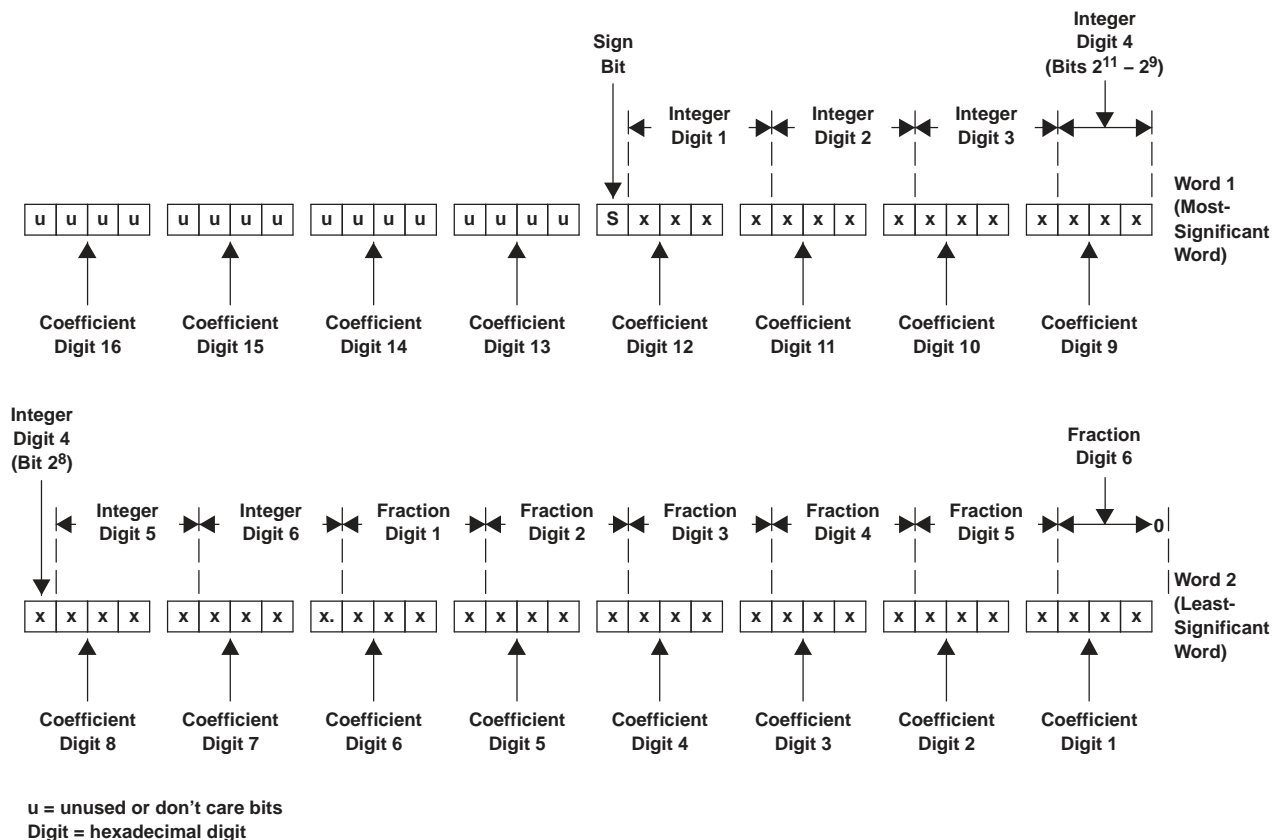 Integer
Digit 4
(Bits 2¹¹ – 2⁹)
Sign
Bit
Integer
Digit 1
Integer
Digit 2
Integer
Digit 3
Word 1
(Most-
Significant
Word)
u u u u u u u u u u u u u u u u S x x x x x x x x x x x x x x x
Coefficient
Digit 16
Coefficient
Digit 15
Coefficient
Digit 14
Coefficient
Digit 13
Coefficient
Digit 12
Coefficient
Digit 11
Coefficient
Digit 10
Coefficient
Digit 9
Integer
Digit 4
(Bit 2⁸)
Fraction
Digit 6
Integer
Digit 5
Integer
Digit 6
Fraction
Digit 1
Fraction
Digit 2
Fraction
Digit 3
Fraction
Digit 4
Fraction
Digit 5
0
Word 2
(Least-
Significant
Word)
x x x x x x x x x. x x x x x x x x x x x x x x x x x x x x x x x
Coefficient
Digit 8
Coefficient
Digit 7
Coefficient
Digit 6
Coefficient
Digit 5
Coefficient
Digit 4
Coefficient
Digit 3
Coefficient
Digit 2
Coefficient
Digit 1
u = unused or don't care bits
Digit = hexadecimal digit